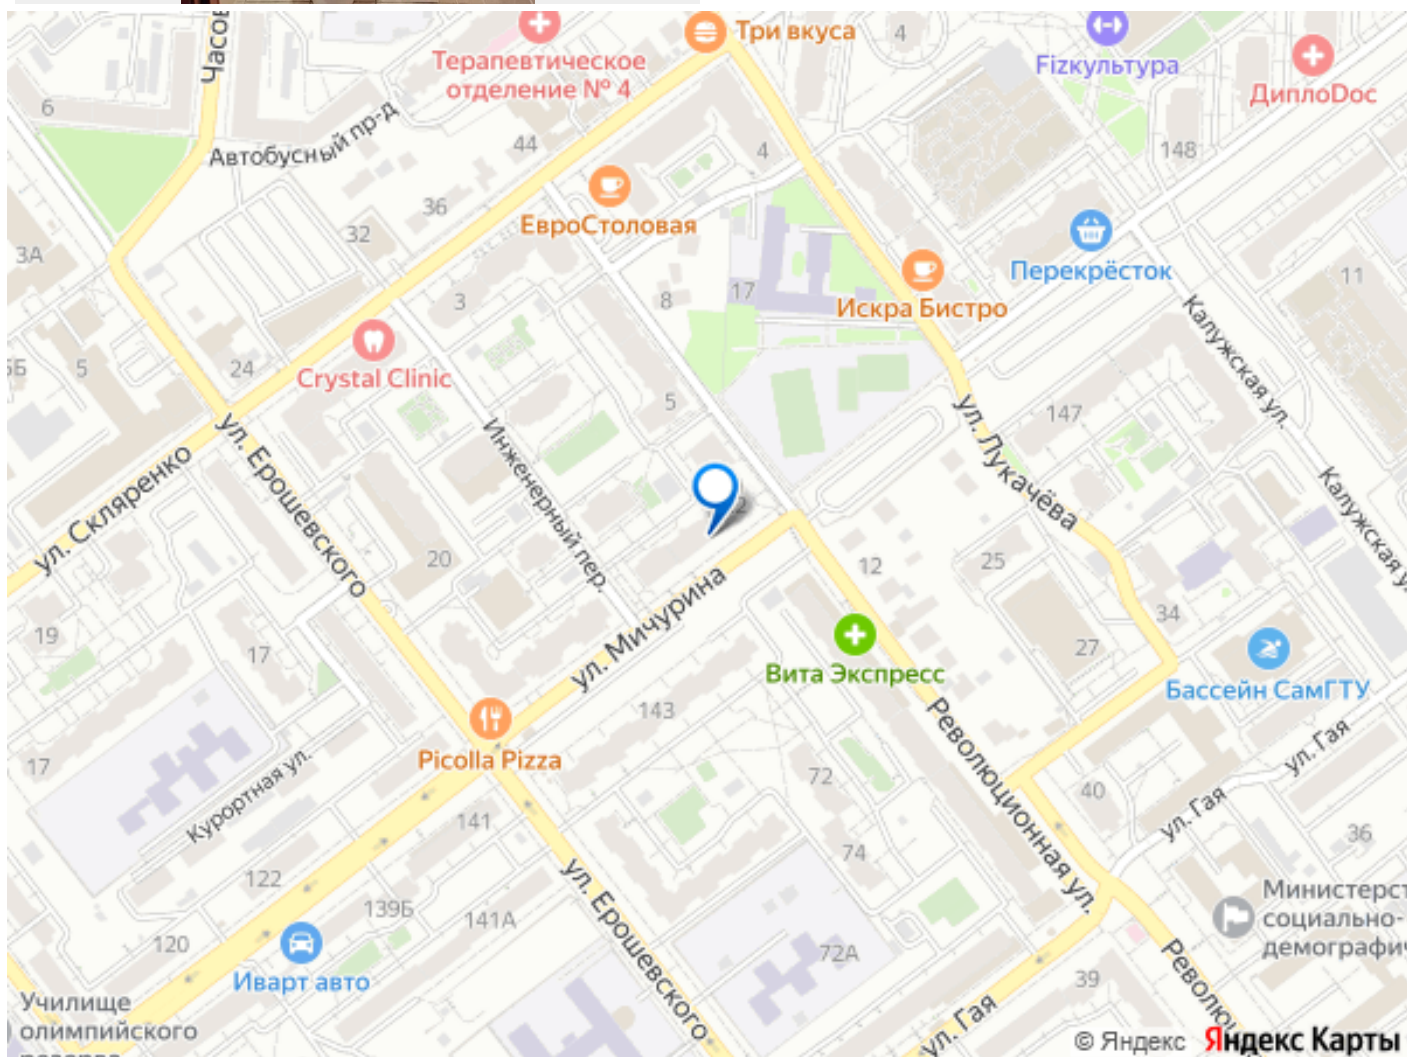 Три вкуса
4
Терапевтическое
отделение № 4
Fizкультура
ДиплоDoc
6
Автобусный пр-д
44
4
148
36
ЕвроСтоловая
32
3А
Перекрёсток
3
8
17
Искра Бистро
11
Калужская ул.
5
24
Crystal Clinic
5
147
ул. Лукачёва
ул. Скляренко
ул. Ерошевского
Инженерный пер.
20
ул. Мичурина
12
25
34
27
19
17
Вита Экспресс
Бассейн СамГТУ
143
Picolla Pizza
17
Курортная ул.
72
Революционная ул.
40
ул. Гая
ул. Гая
36
141
74
122
139Б
141А
120
72А
Иварт авто
ул. Ерошевского
Министерст
социально-
демографич
39
Училище
олимпийского
ул. Гая
© Яндекс Яндекс Карты